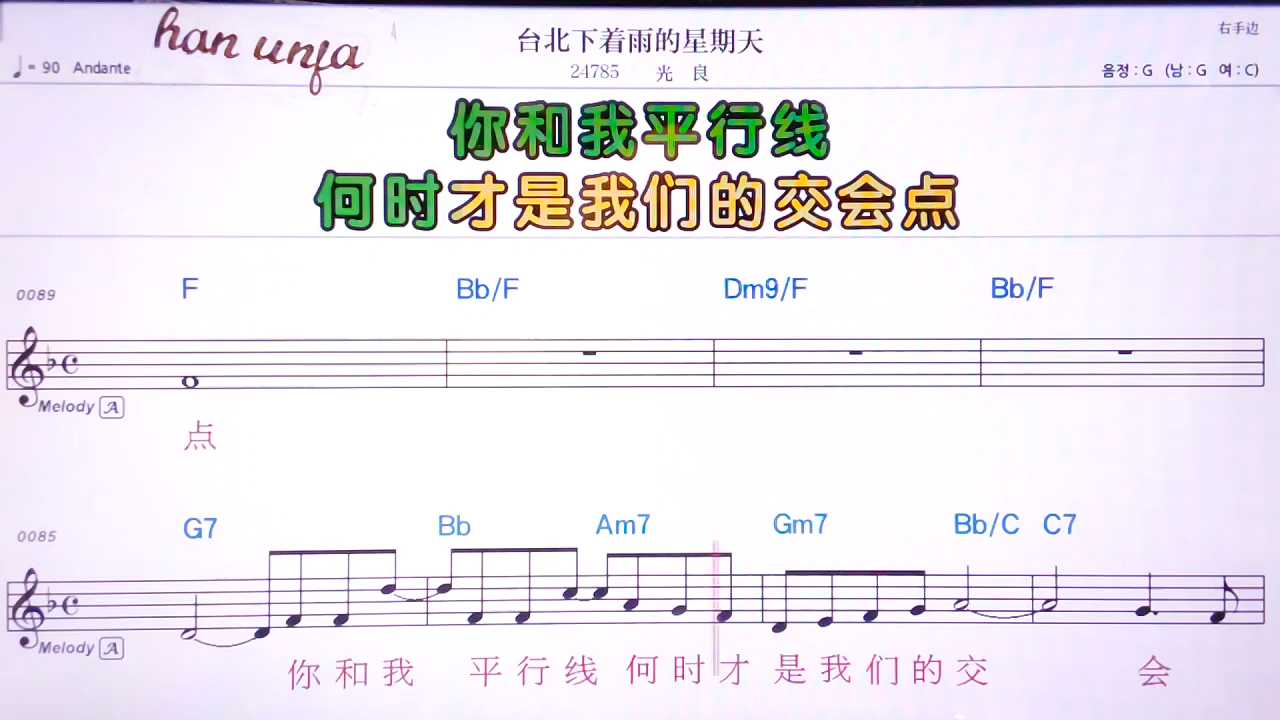 han unfa
台北下着雨的星期天
右手边
♩= 90 Andante
24785 光 良
음정 : G (남 : G 여 : C)
你和我平行线
何时才是我们的交会点
0089
F Bb/F Dm9/F Bb/F
Melody A
点
0085
G7 Bb Am7 Gm7 Bb/C C7
Melody A
你 和 我 平 行 线 何 时 才 是 我 们 的 交 会